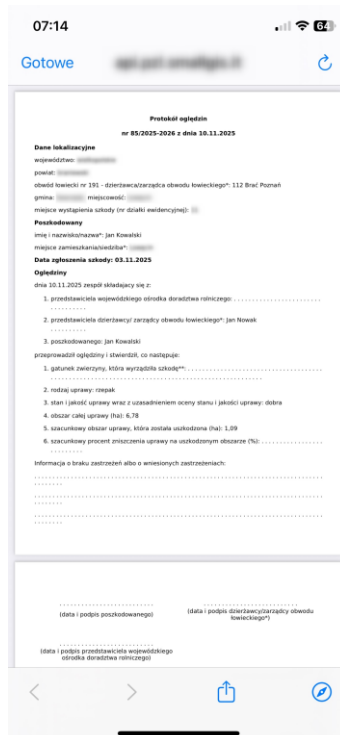 07:14
64
Gotowe
Protokół oględzin
nr 85/2025-2026 z dnia 10.11.2025
Dane lokalizacyjne
województwo:
powiat:
obwód łowiecki nr 191 - dzierżawca/zarządca obwodu łowieckiego*: 112 Brać Poznań
gmina: miejscowość:
miejsce wystąpienia szkody (nr działki ewidencyjnej):
Poszkodowany
imię i nazwisko/nazwa*: Jan Kowalski
miejsce zamieszkania/siedziba*:
Data zgłoszenia szkody: 03.11.2025
Oględziny
dnia 10.11.2025 zespół składający się z:
1. przedstawiciela wojewódzkiego ośrodka doradztwa rolniczego: . . . . . . . . . . . . . . . . . . . . . . . .
. . . . . . . . . .
2. przedstawiciela dzierżawcy/ zarządcy obwodu łowieckiego*: Jan Nowak
. . . . . . . . . .
3. poszkodowanego: Jan Kowalski
przeprowadził oględziny i stwierdził, co następuje:
1. gatunek zwierzyny, która wyrządziła szkodę**: . . . . . . . . . . . . . . . . . . . . . . . . . . . . . . . . . . . .
. . . . . . . . . . . . . . . . . . . . . . . . . . . . . . . . . . . . . . . . . . . . . . . . . . . . . .
2. rodzaj uprawy: rzepak
3. stan i jakość uprawy wraz z uzasadnieniem oceny stanu i jakości uprawy: dobra
4. obszar całej uprawy (ha): 6,78
5. szacunkowy obszar uprawy, która została uszkodzona (ha): 1,09
6. szacunkowy procent zniszczenia uprawy na uszkodzonym obszarze (%): . . . . . . . . . . . . . . . . .
. . . . . . . . .
Informacja o braku zastrzeżeń albo o wniesionych zastrzeżeniach:
(data i podpis poszkodowanego)
(data i podpis dzierżawcy/zarządcy obwodu
łowieckiego*)
(data i podpis przedstawiciela wojewódzkiego
ośrodka doradztwa rolniczego)